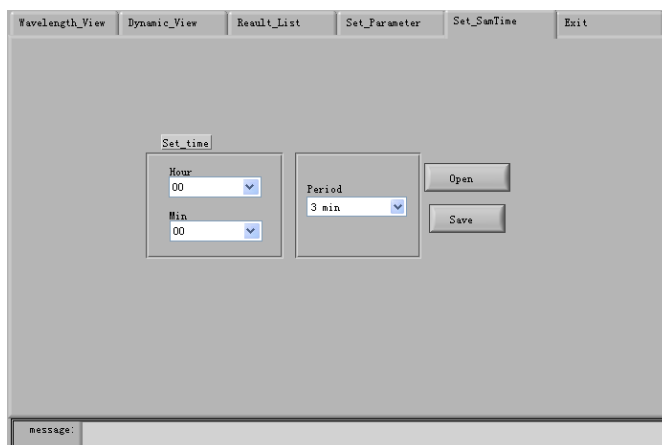 Wavelength_View Dynamic_View Reault_List Set_Parameter Set_SamTime Exit
Set_time
Hour
00
Min
00
Period
3 min
Open
Save
message: